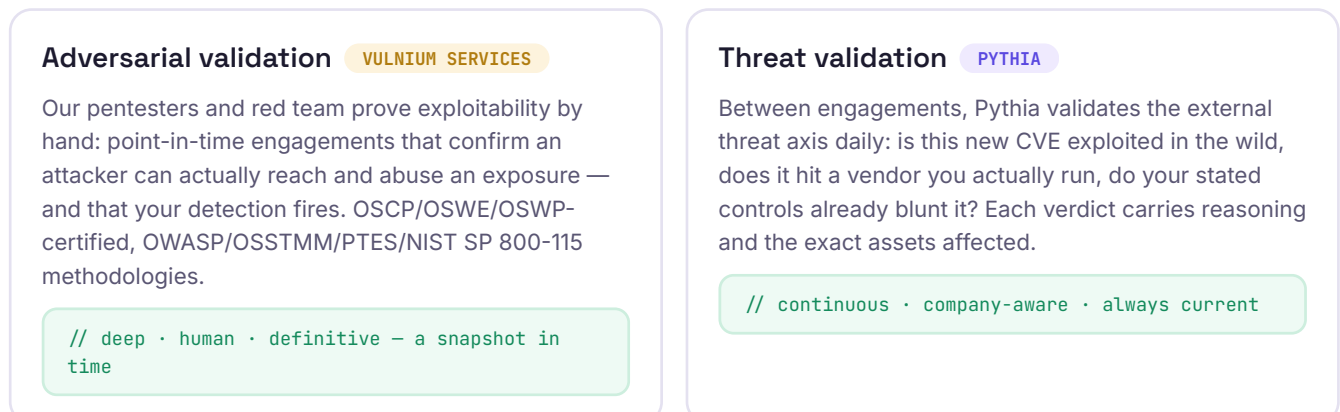 Adversarial validation VULNIUM SERVICES
Our pentesters and red team prove exploitability by
hand: point-in-time engagements that confirm an
attacker can actually reach and abuse an exposure —
and that your detection fires. OSCP/OSWE/OSWP-
certified, OWASP/OSSTMM/PTES/NIST SP 800-115
methodologies.
// deep · human · definitive — a snapshot in
time
Threat validation PYTHIA
Between engagements, Pythia validates the external
threat axis daily: is this new CVE exploited in the wild,
does it hit a vendor you actually run, do your stated
controls already blunt it? Each verdict carries reasoning
and the exact assets affected.
// continuous · company-aware · always current